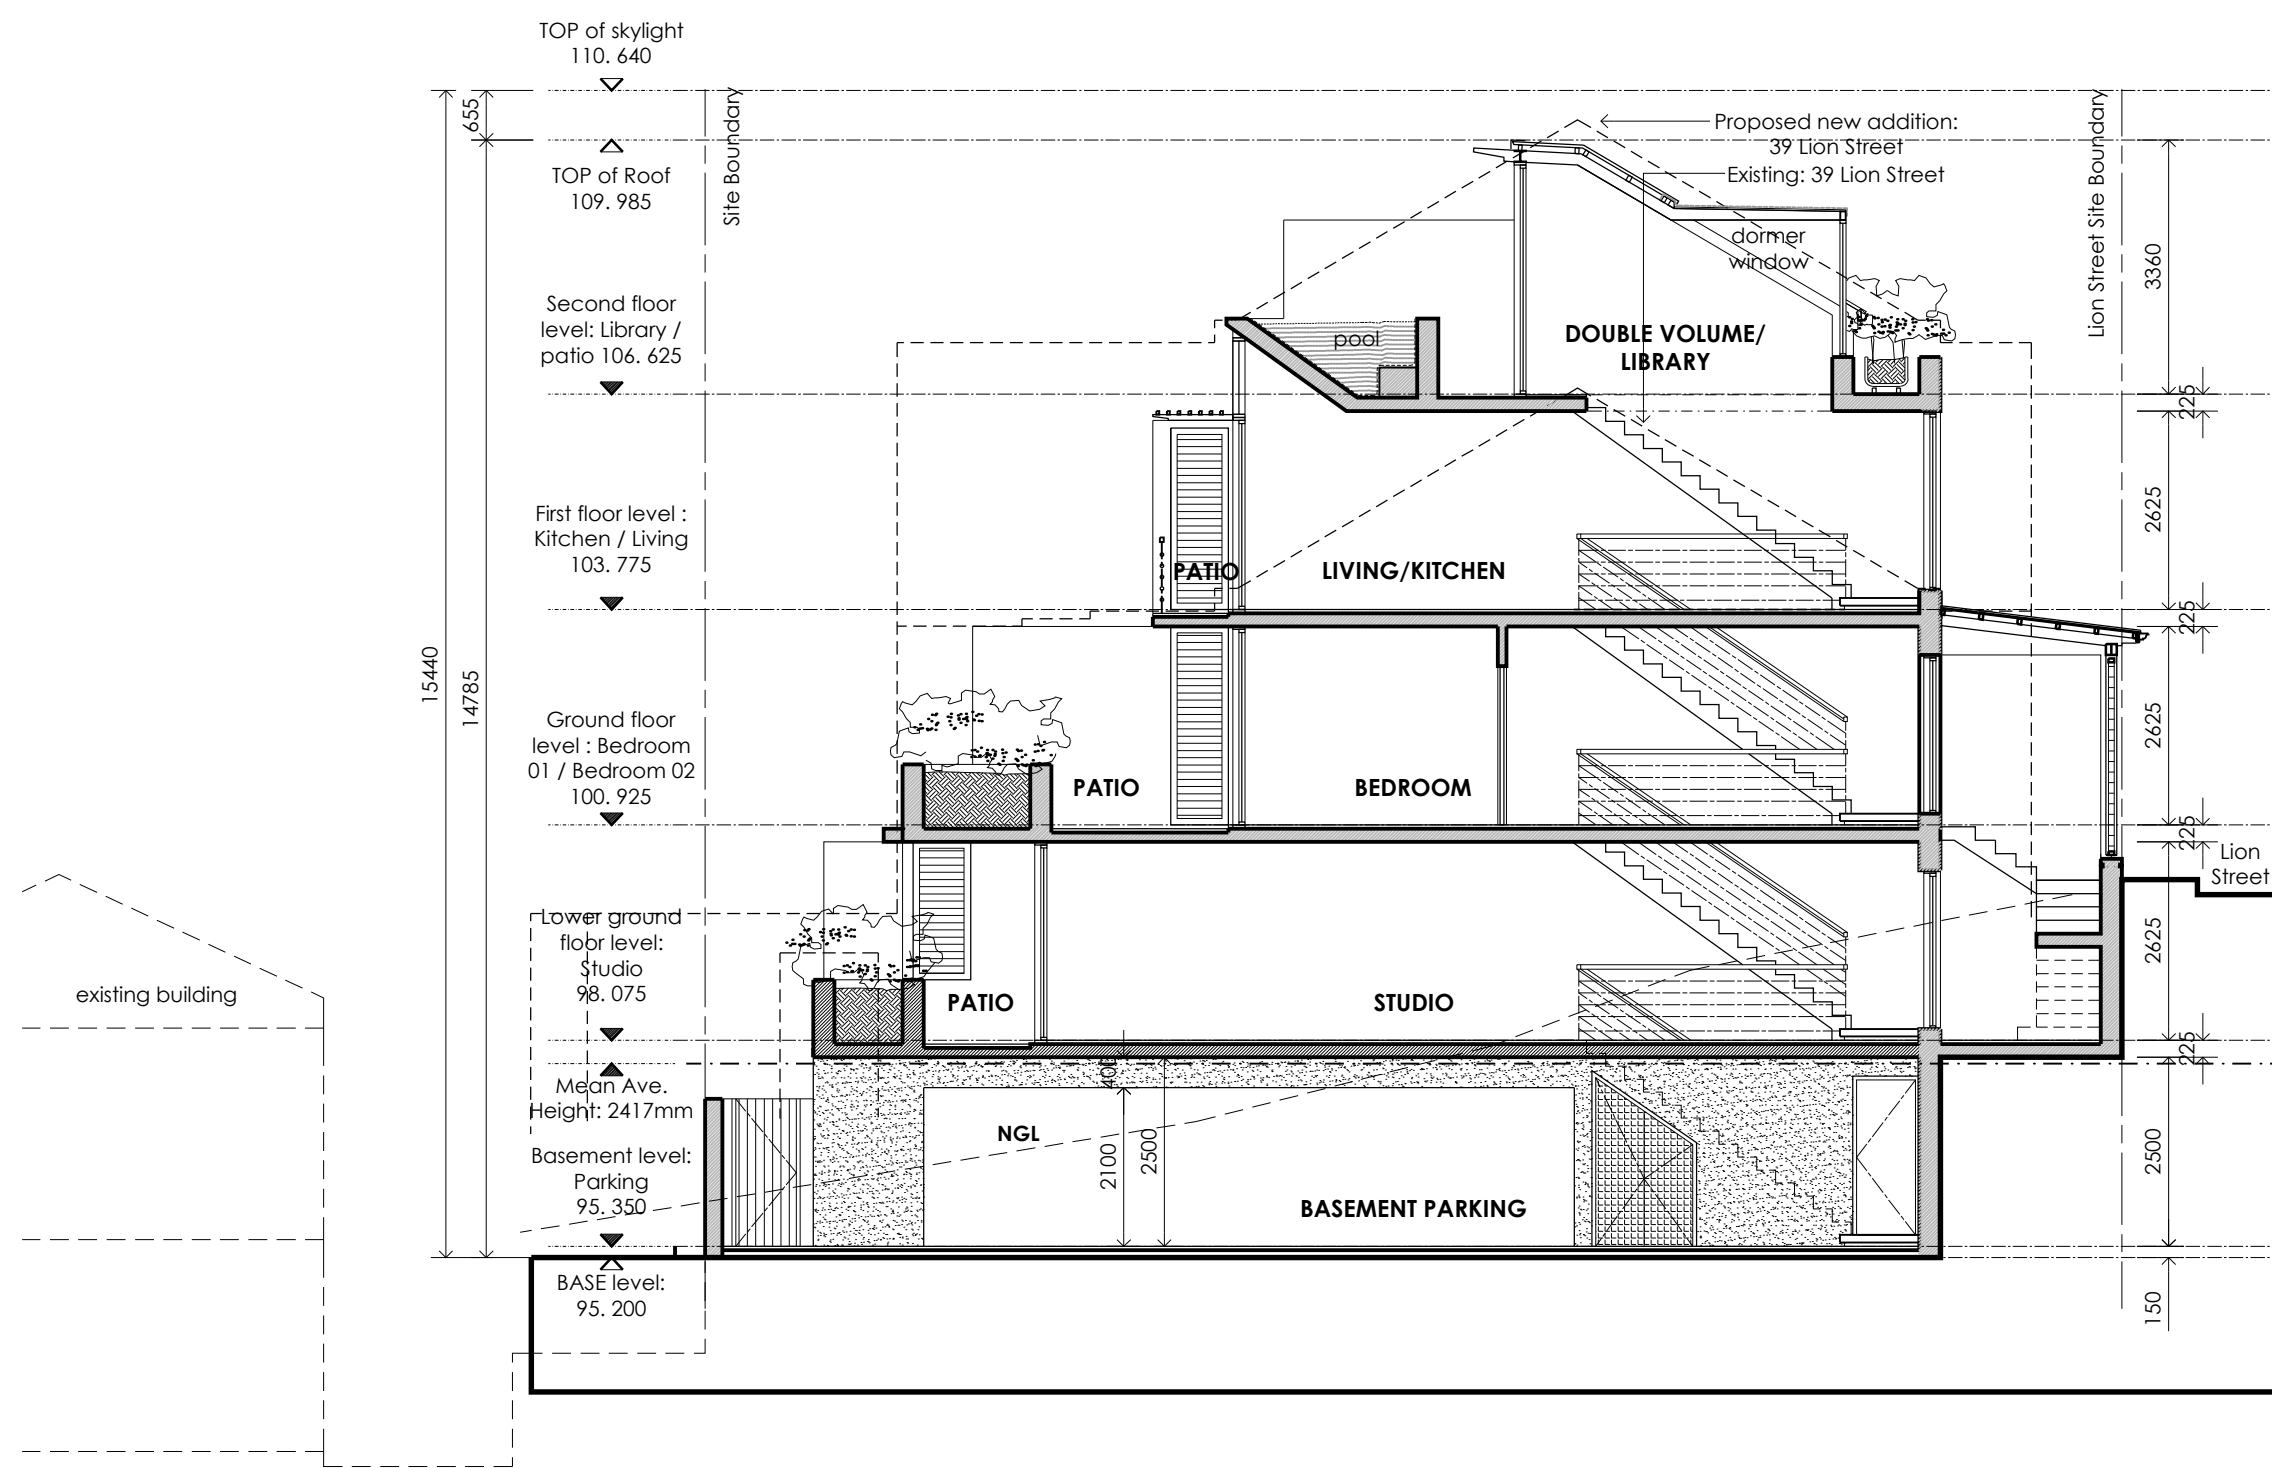 TOP of skylight
110. 640
655
TOP of Roof
109. 985
Site Boundary
Proposed new addition:
39 Lion Street
Existing: 39 Lion Street
Lion Street Site Boundary
dormer
window
3360
Second floor
level: Library /
patio 106. 625
pool
DOUBLE VOLUME/
LIBRARY
225
First floor level :
Kitchen / Living
103. 775
PATIO
LIVING/KITCHEN
2625
225
15440
14785
Ground floor
level : Bedroom
01 / Bedroom 02
100. 925
PATIO
BEDROOM
2625
225
Lion
Street
existing building
Lower ground
floor level:
Studio
98. 075
PATIO
STUDIO
2625
225
Mean Ave.
Height: 2417mm
400
NGL
2100
2500
2500
Basement level:
Parking
95. 350
BASEMENT PARKING
BASE level:
95. 200
150